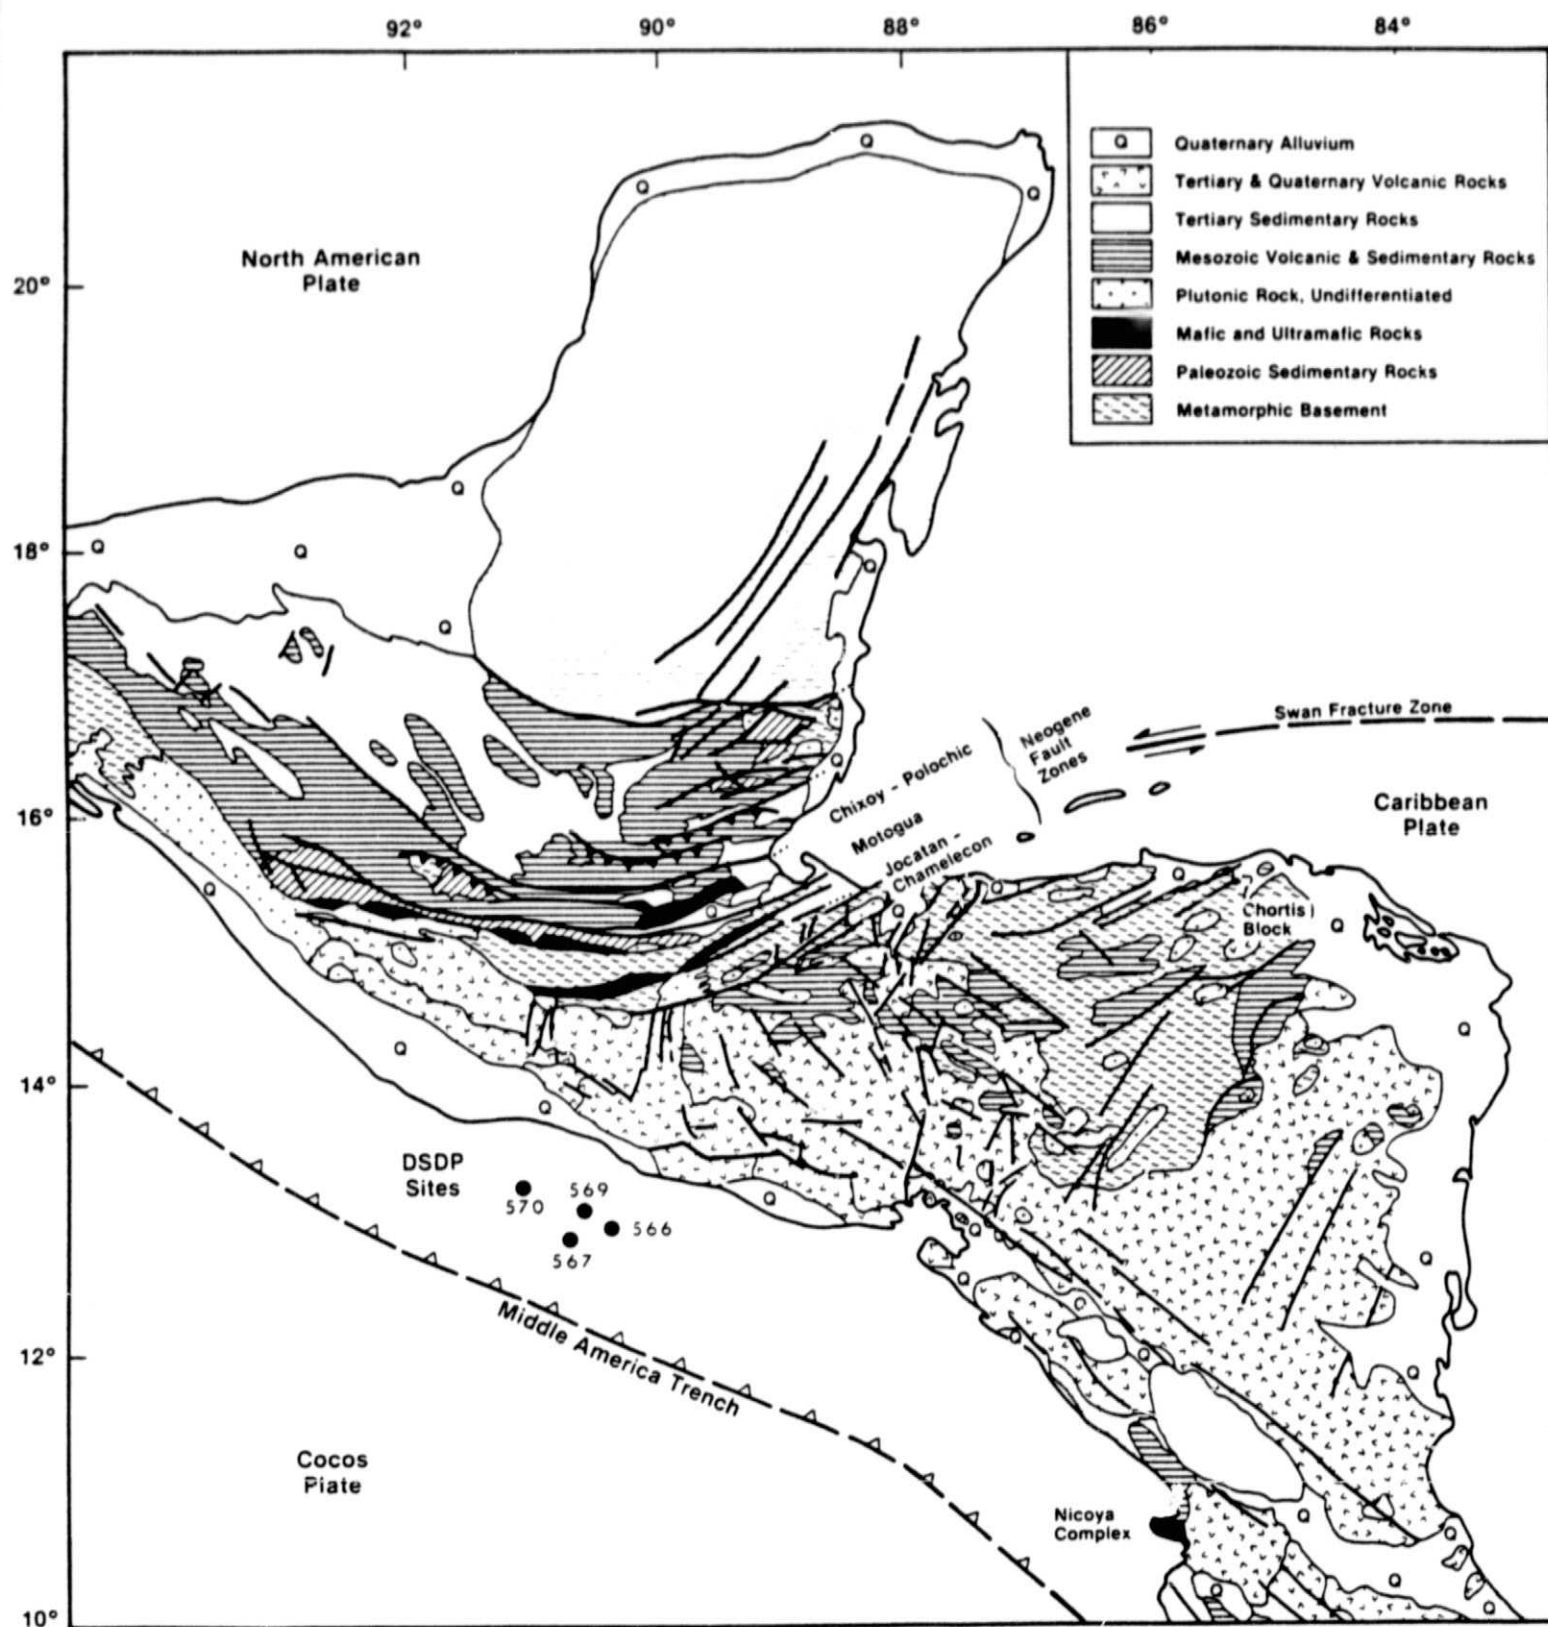 92°
90°
88°
86°
84°
Q
Quaternary Alluvium
Tertiary & Quaternary Volcanic Rocks
Tertiary Sedimentary Rocks
Mesozoic Volcanic & Sedimentary Rocks
Plutonic Rock, Undifferentiated
Mafic and Ultramafic Rocks
Paleozoic Sedimentary Rocks
Metamorphic Basement
Q
Q
Q
North American
Plate
20°
Q
Q
Q
18°
Q
Q
Swan Fracture Zone
Neogene
Fault
Zones
Chixoy - Polochic
Motogua
Jocatan -
Chamelecon
Caribbean
Plate
16°
Q
Q
Chortis
Block
Q
Q
Q
14°
Q
DSDP
Sites
570
569
566
567
Q
Q
Q
Middle America Trench
12°
Q
Q
Q
Cocos
Plate
Nicoya
Complex
Q
Q
Q
Q
Q
10°